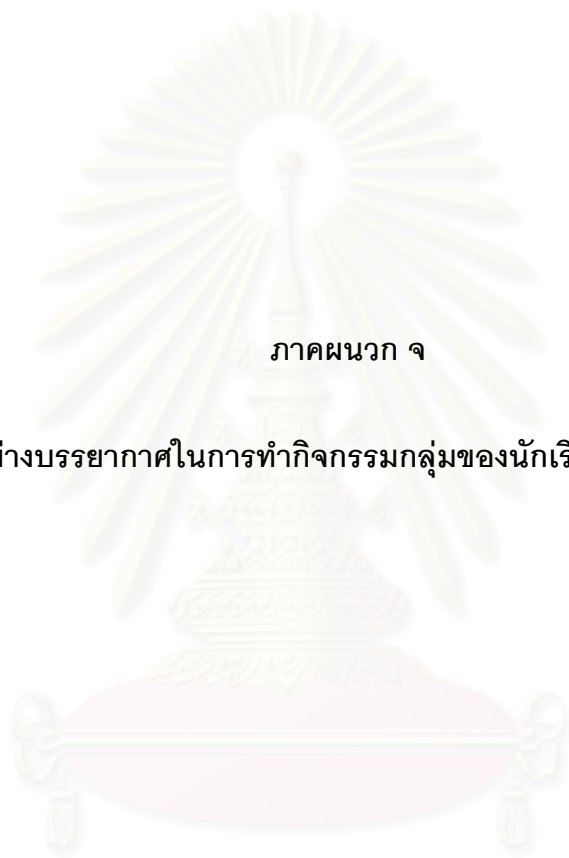 ภาคผนวก จ
ย่างบรรยากาศในการทำกิจกรรมกลุ่มของนักเรี